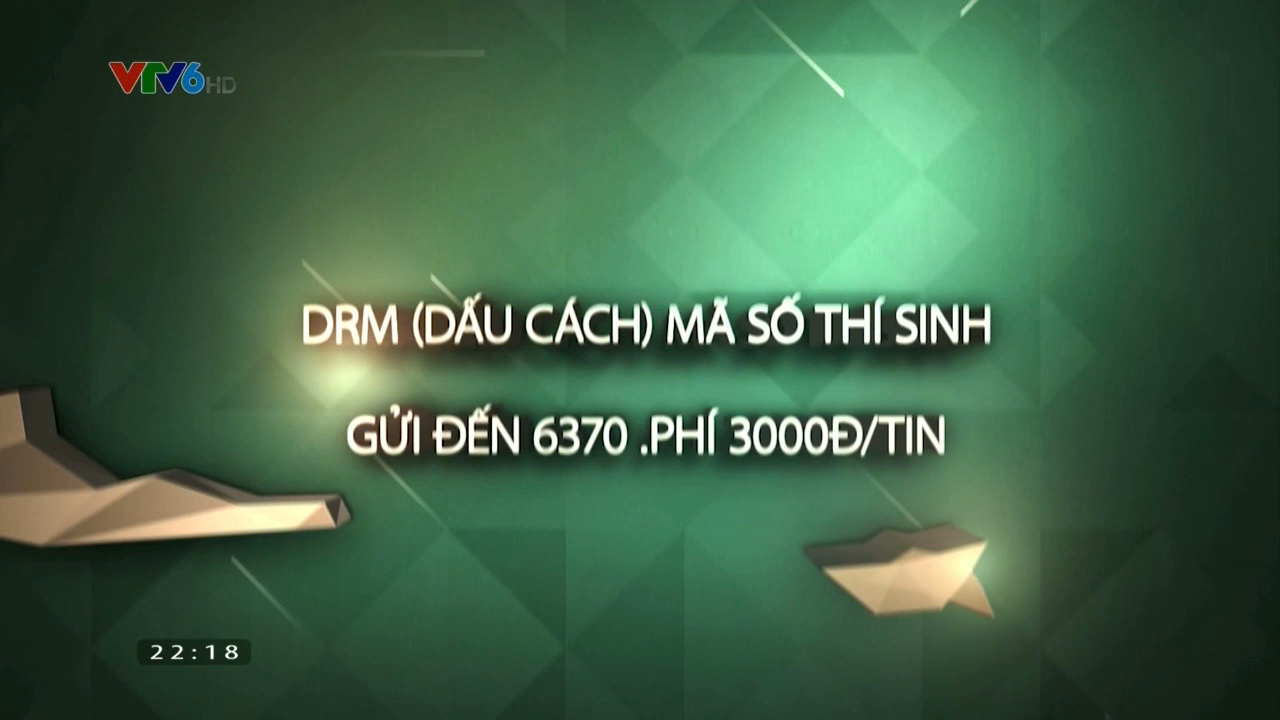 VTV6HD
DRM (DẤU CÁCH) MÃ SỐ THÍ SINH
GỬI ĐẾN 6370 .PHÍ 3000Đ/TIN
22:18